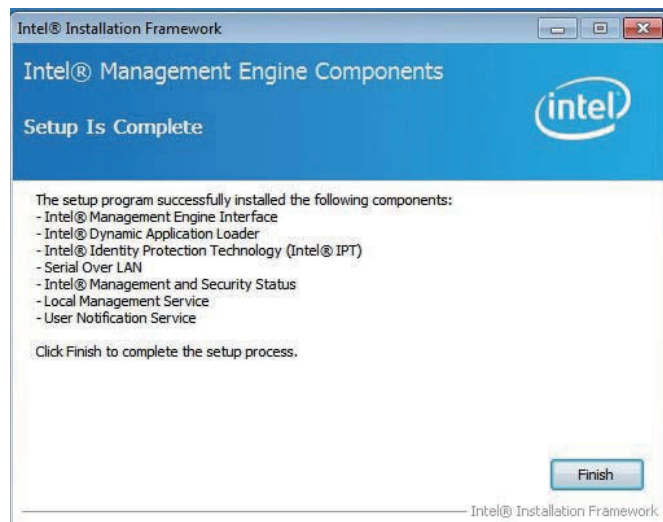 Intel® Installation Framework
Intel® Management Engine Components
Setup Is Complete
intel
The setup program successfully installed the following components:
- Intel® Management Engine Interface
- Intel® Dynamic Application Loader
- Intel® Identity Protection Technology (Intel® IPT)
- Serial Over LAN
- Intel® Management and Security Status
- Local Management Service
- User Notification Service
Click Finish to complete the setup process.
Finish
Intel® Installation Framework